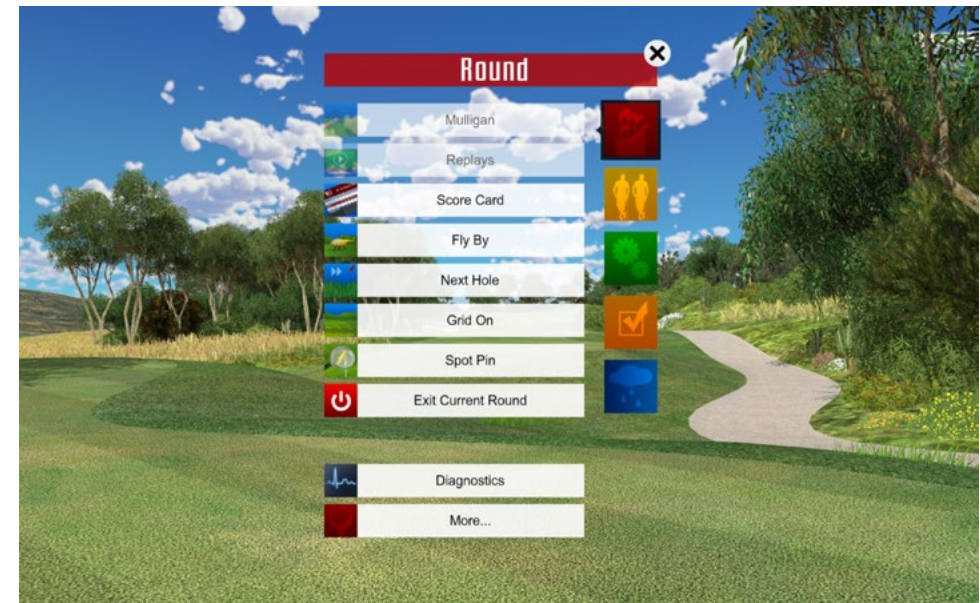 Round
Mulligan
Replays
Score Card
Fly By
Next Hole
Grid On
Spot Pin
Exit Current Round
Diagnostics
More...